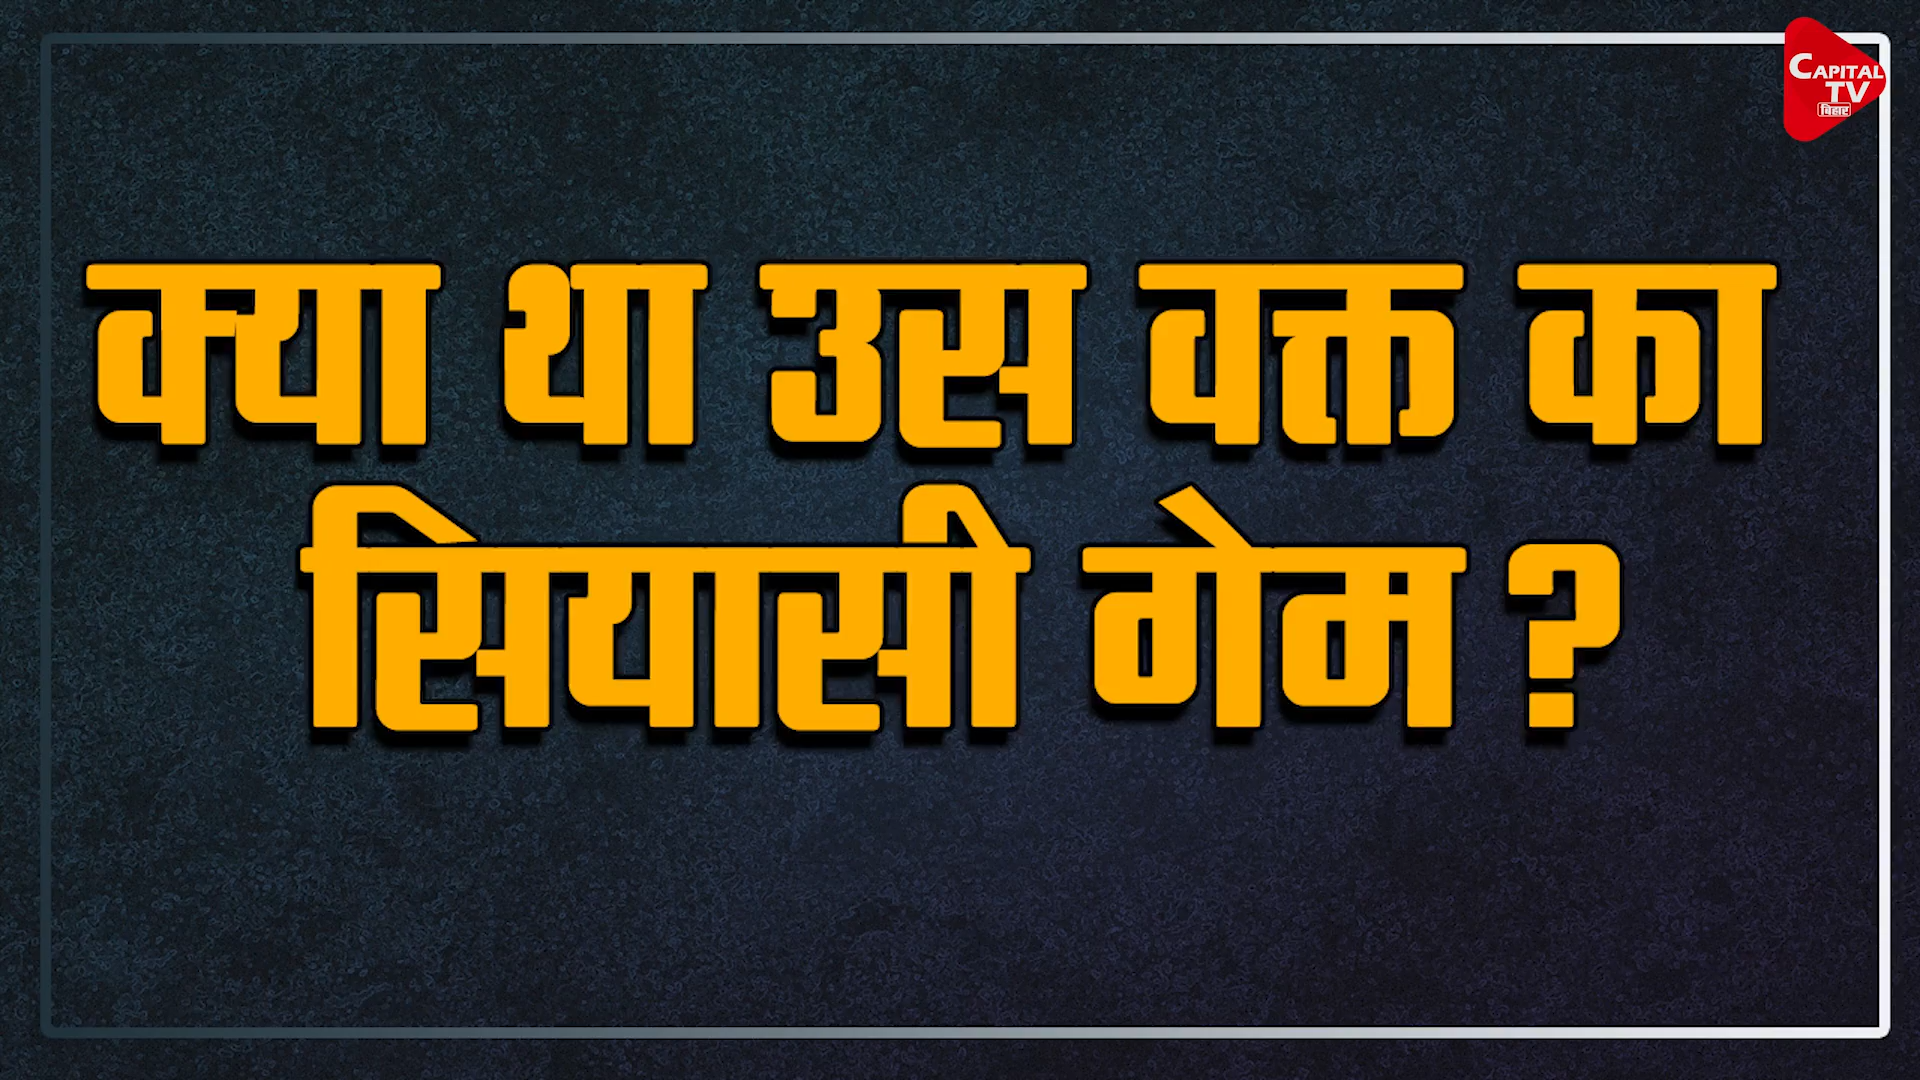 CAPITAL
TV
बिहार
क्या था उस वक्त का
सियासी गेम ?